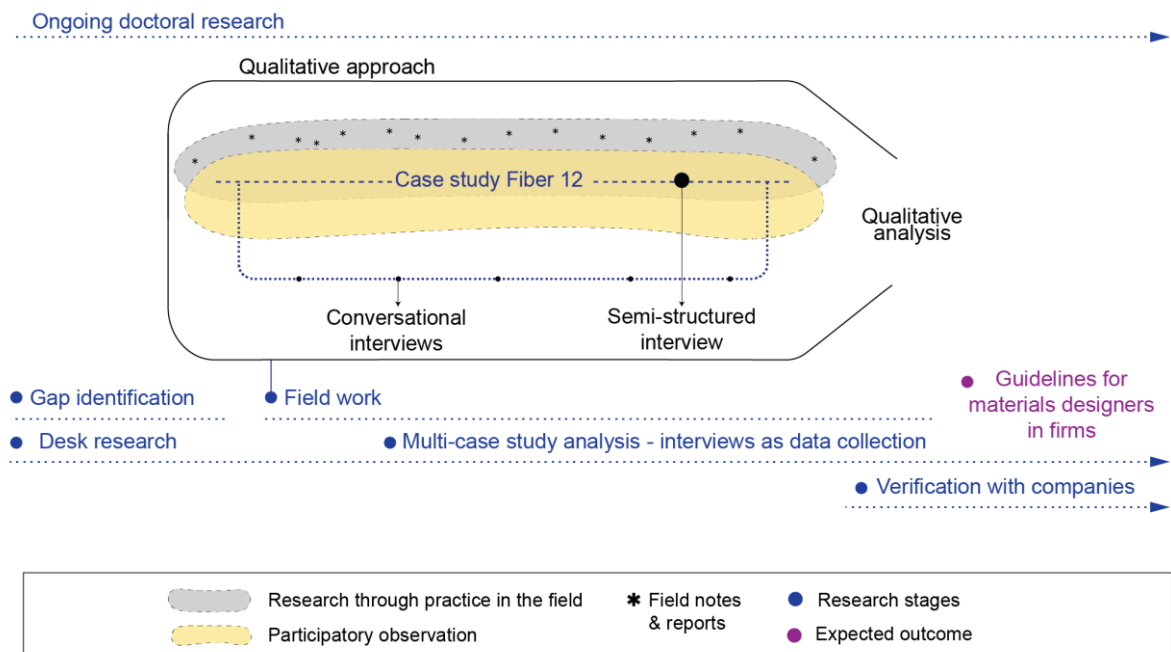 Ongoing doctoral research
Qualitative approach
Case study Fiber 12
Qualitative
analysis
Conversational
interviews
Semi-structured
interview
Gap identification
Field work
Guidelines for
materials designers
in firms
Desk research
Multi-case study analysis - interviews as data collection
Verification with companies
Research through practice in the field
Participatory observation
* Field notes
& reports
Research stages
Expected outcome